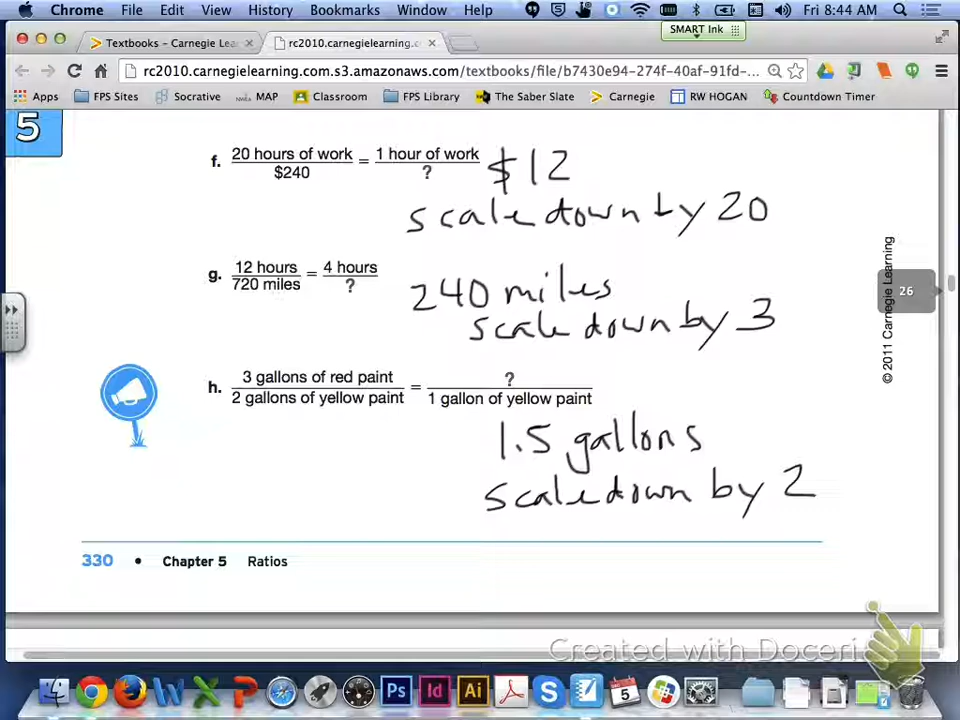 Chrome File Edit View History Bookmarks Window Help Fri 8:44 AM
SMART Ink
Textbooks – Carnegie Lea
rc2010.carnegielearning.c
rc2010.carnegielearning.com.s3.amazonaws.com/textbooks/file/b7430e94-274f-40af-91fd-...
Apps FPS Sites Socrative MAP Classroom FPS Library The Saber Slate Carnegie RW HOGAN Countdown Timer
5
f. 20 hours of work = 1 hour of work $12
$240 ?
scale down by 20
g. 12 hours = 4 hours
720 miles ?
240 miles
scale down by 3
h. 3 gallons of red paint = ?
2 gallons of yellow paint 1 gallon of yellow paint
1.5 gallons
scale down by 2
330 • Chapter 5 Ratios
© 2011 Carnegie Learning
26
Created with Doceri